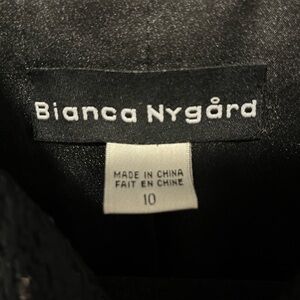 Bianca Nygård
MADE IN CHINA
FAIT EN CHINE
10